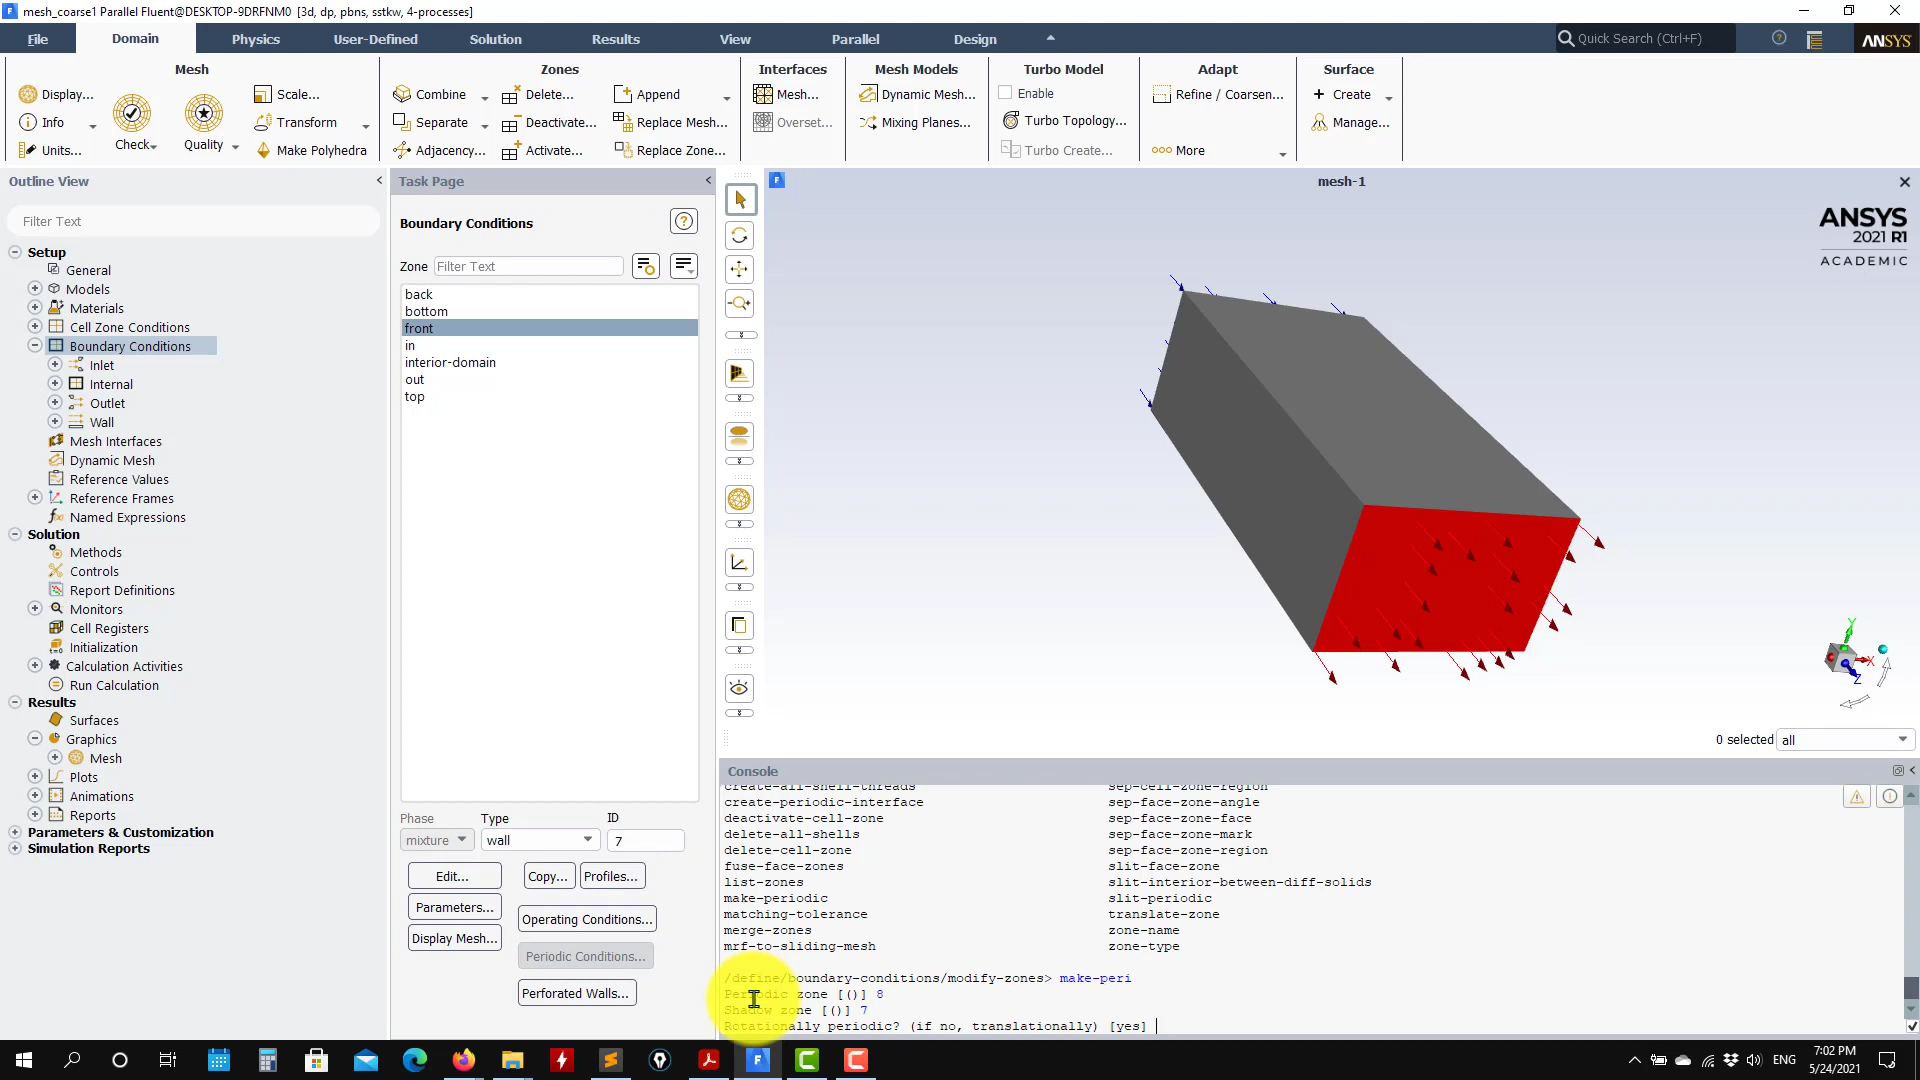 mesh_coarse1 Parallel Fluent@DESKTOP-9DRFNM0 [3d, dp, pbns, sstkw, 4-processes]
File Domain Physics User-Defined Solution Results View Parallel Design Quick Search (Ctrl+F) ANSYS
Mesh Zones Interfaces Mesh Models Turbo Model Adapt Surface
Display... Scale... Combine Delete... Append Mesh... Dynamic Mesh... Enable Refine / Coarsen... Create
Info Transform Separate Deactivate... Replace Mesh... Overset... Mixing Planes... Turbo Topology... Manage...
Units... Check Quality Make Polyhedra Adjacency... Activate... Replace Zone... Turbo Create... More
Outline View
Filter Text
Setup
General
Models
Materials
Cell Zone Conditions
Boundary Conditions
Inlet
Internal
Outlet
Wall
Mesh Interfaces
Dynamic Mesh
Reference Values
Reference Frames
Named Expressions
Solution
Methods
Controls
Report Definitions
Monitors
Cell Registers
Initialization
Calculation Activities
Run Calculation
Results
Surfaces
Graphics
Mesh
Plots
Animations
Reports
Parameters & Customization
Simulation Reports
Task Page
Boundary Conditions
Zone Filter Text
back
bottom
front
in
interior-domain
out
top
Phase Type ID
mixture wall 7
Edit... Copy... Profiles...
Parameters... Operating Conditions...
Display Mesh... Periodic Conditions...
Perforated Walls...
mesh-1
ANSYS
2021 R1
ACADEMIC
Y
X
Z
0 selected all
Console
create-all-shell-threads sep-cell-zone-region
create-periodic-interface sep-face-zone-angle
deactivate-cell-zone sep-face-zone-face
delete-all-shells sep-face-zone-mark
delete-cell-zone sep-face-zone-region
fuse-face-zones slit-face-zone
list-zones slit-interior-between-diff-solids
make-periodic slit-periodic
matching-tolerance translate-zone
merge-zones zone-name
mrf-to-sliding-mesh zone-type
/define/boundary-conditions/modify-zones> make-peri
Periodic zone [()] 8
Shadow zone [()] 7
Rotationally periodic? (if no, translationally) [yes]
ENG 7:02 PM
5/24/2021